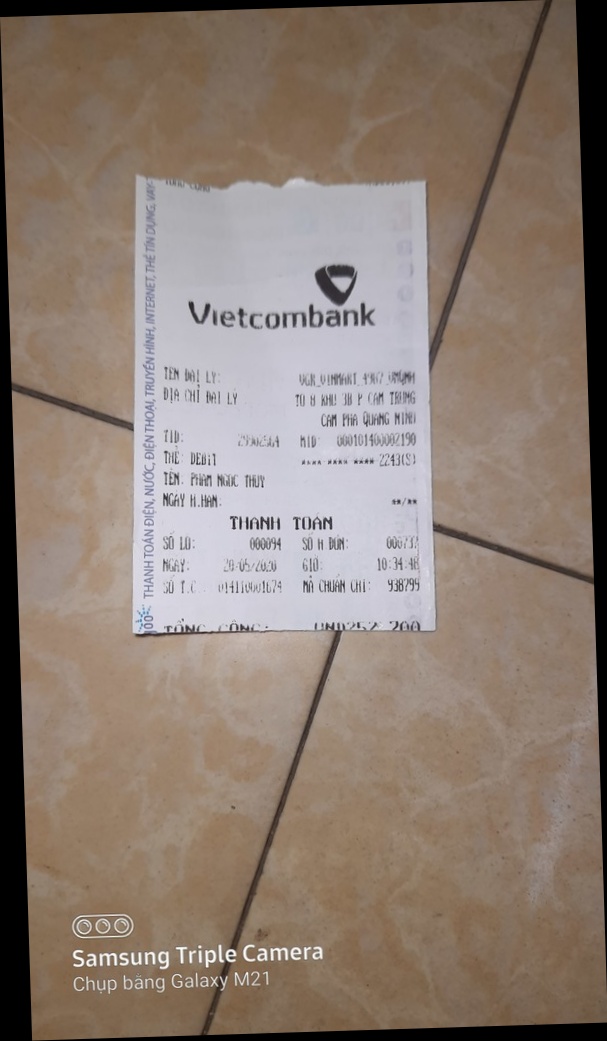 THANH TOÁN ĐIỆN, NƯỚC, ĐIỆN THOẠI, TRUYỀN HÌNH, INTERNET, THẺ TÍN DỤNG, VAY
Vietcombank
TÊN ĐẠI LÝ: VGR_VINMART_4967_
ĐỊA CHỈ ĐẠI LÝ TO 8 KHU 3B P CAM TRUNG
CAM PHA QUANG NINH
TID: 29902564 MID: 000101400002190
THẺ: DEBIT **** **** **** 2243(S)
TÊN: PHAM NGOC THUY
NGÀY H.HẠN: **/**
THANH TOÁN
SỐ LÔ: 000094 SỐ H ĐƠN: 000737
NGÀY: 20/05/2020 GIỜ: 10:34:48
SỐ T.C.: 014110001674 MÃ CHUẨN CHI: 938799
TỔNG CỘNG: VND252,200
Samsung Triple Camera
Chụp bằng Galaxy M21